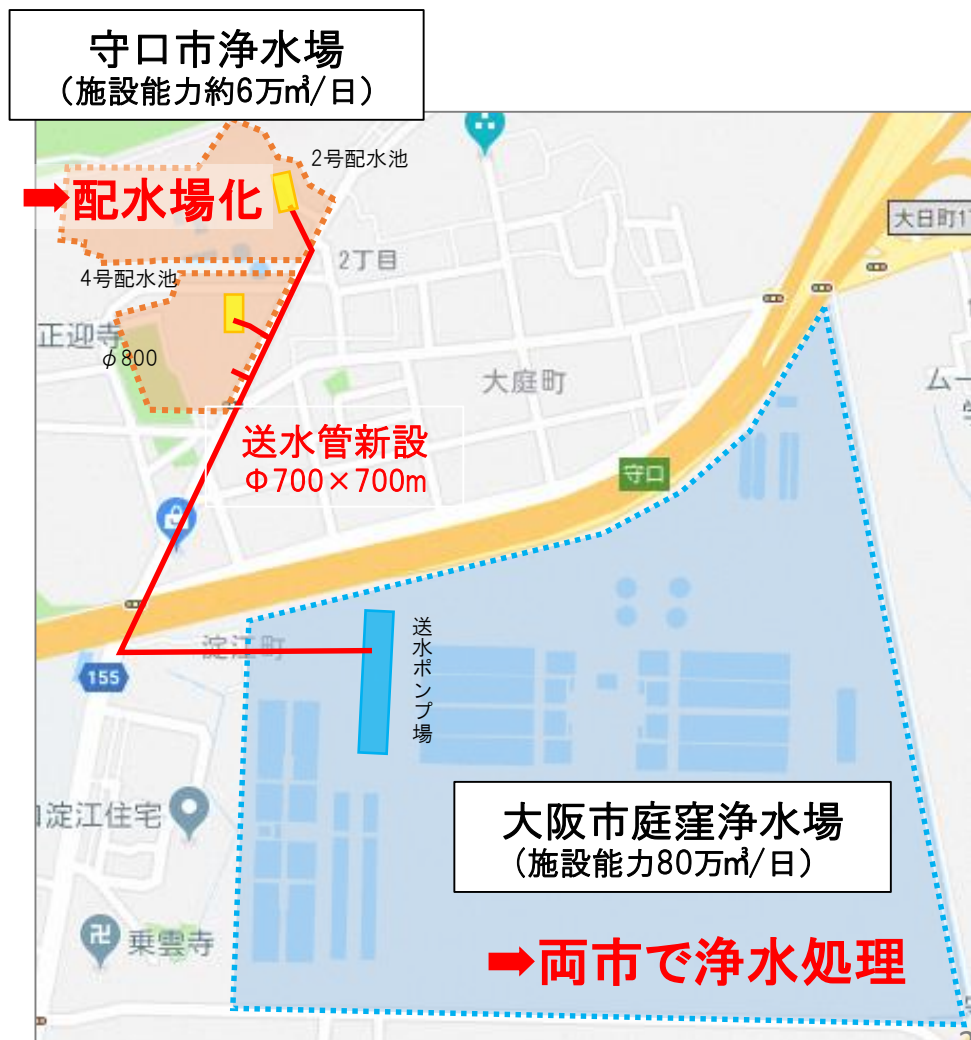 守口市浄水場
（施設能力約6万㎥/日）
2号配水池
➡配水場化
大日町1丁
2丁目
4号配水池
正迎寺
φ800
大庭町
ムー
送水管新設
Φ700×700m
守口
淀江町
送水ポンプ場
155
淀江住宅
大阪市庭窪浄水場
（施設能力80万㎥/日）
卍
乗雲寺
➡両市で浄水処理